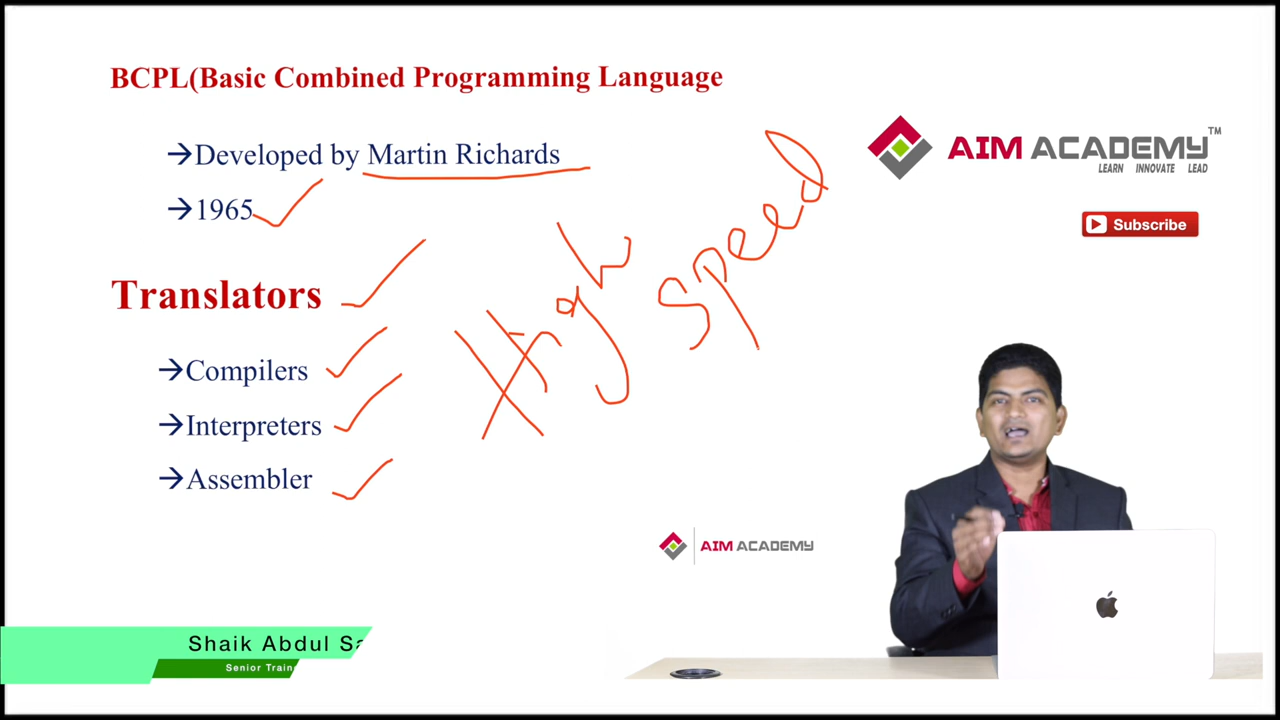 BCPL(Basic Combined Programming Language
→Developed by Martin Richards
→1965
Translators
→Compilers
→Interpreters
→Assembler
High Speed
AIM ACADEMY™
LEARN INNOVATE LEAD
Subscribe
AIM ACADEMY
Shaik Abdul Sa
Senior Train